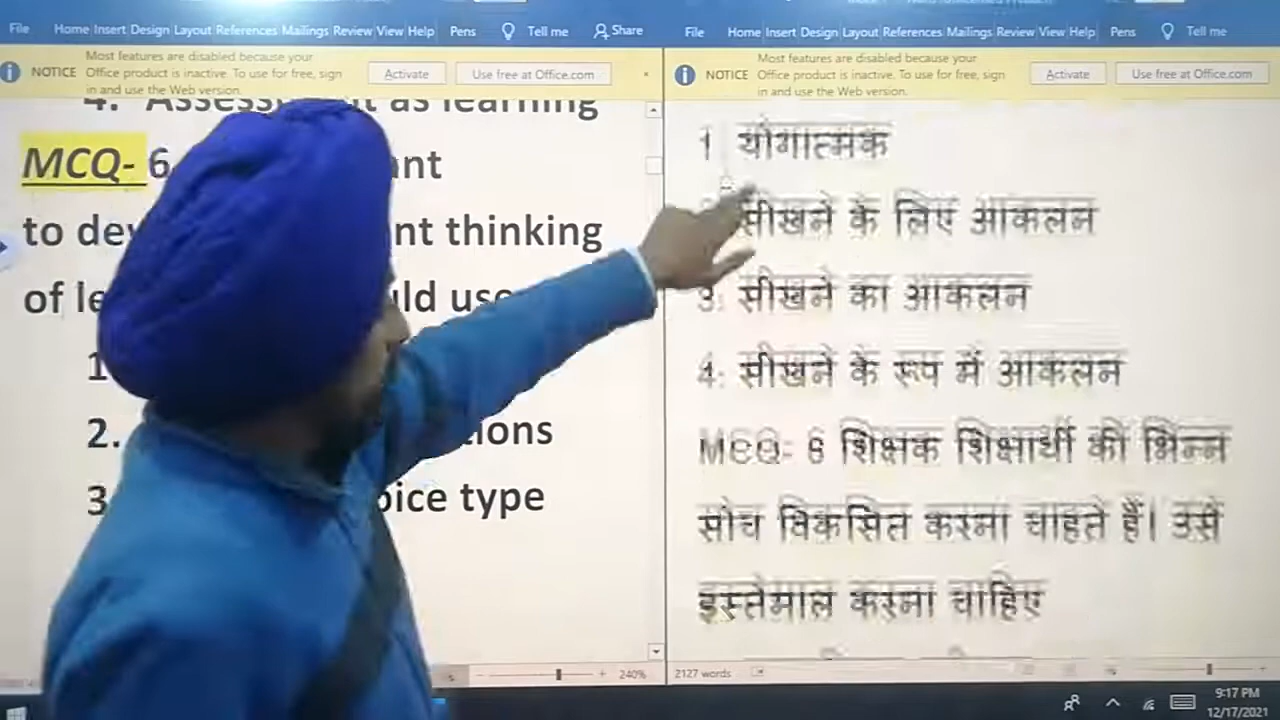 File Home Insert Design Layout References Mailings Review View Help Pens Tell me Share
NOTICE Most features are disabled because your
Office product is inactive. To use for free, sign
in and use the Web version.
Activate
Use free at Office.com
4. Assess t as learning
MCQ- 6 ant
to dev nt thinking
of le uld use
1
2. tions
3 oice type
240%
File Home Insert Design Layout References Mailings Review View Help Pens Tell me
NOTICE Most features are disabled because your
Office product is inactive. To use for free, sign
in and use the Web version.
Activate
Use free at Office.com
1 योगात्मक
सीखने के लिए आकलन
3: सीखने का आकलन
4: सीखने के रूप में आकलन
MCQ- 6 शिक्षक शिक्षार्थी की भिन्न
सोच विकसित करना चाहते हैं। उसे
इस्तेमाल करना चाहिए
2127 words
9:17 PM
12/17/2021